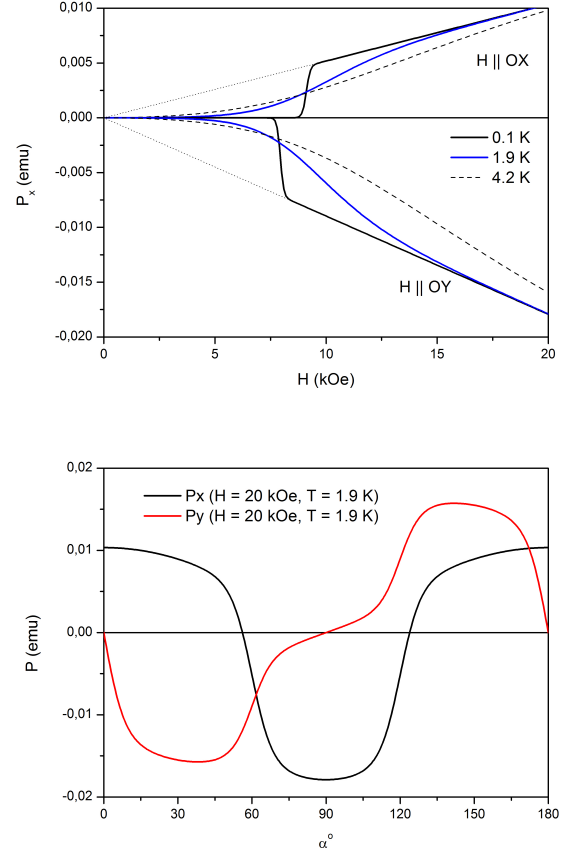 0,010
0,005
0,000
-0,005
-0,010
-0,015
-0,020
P x (emu)
H || OX
0.1 K
1.9 K
4.2 K
H || OY
0 5 10 15 20
H (kOe)
0,02
0,01
0,00
-0,01
-0,02
P (emu)
Px (H = 20 kOe, T = 1.9 K)
Py (H = 20 kOe, T = 1.9 K)
0 30 60 90 120 150 180
α°